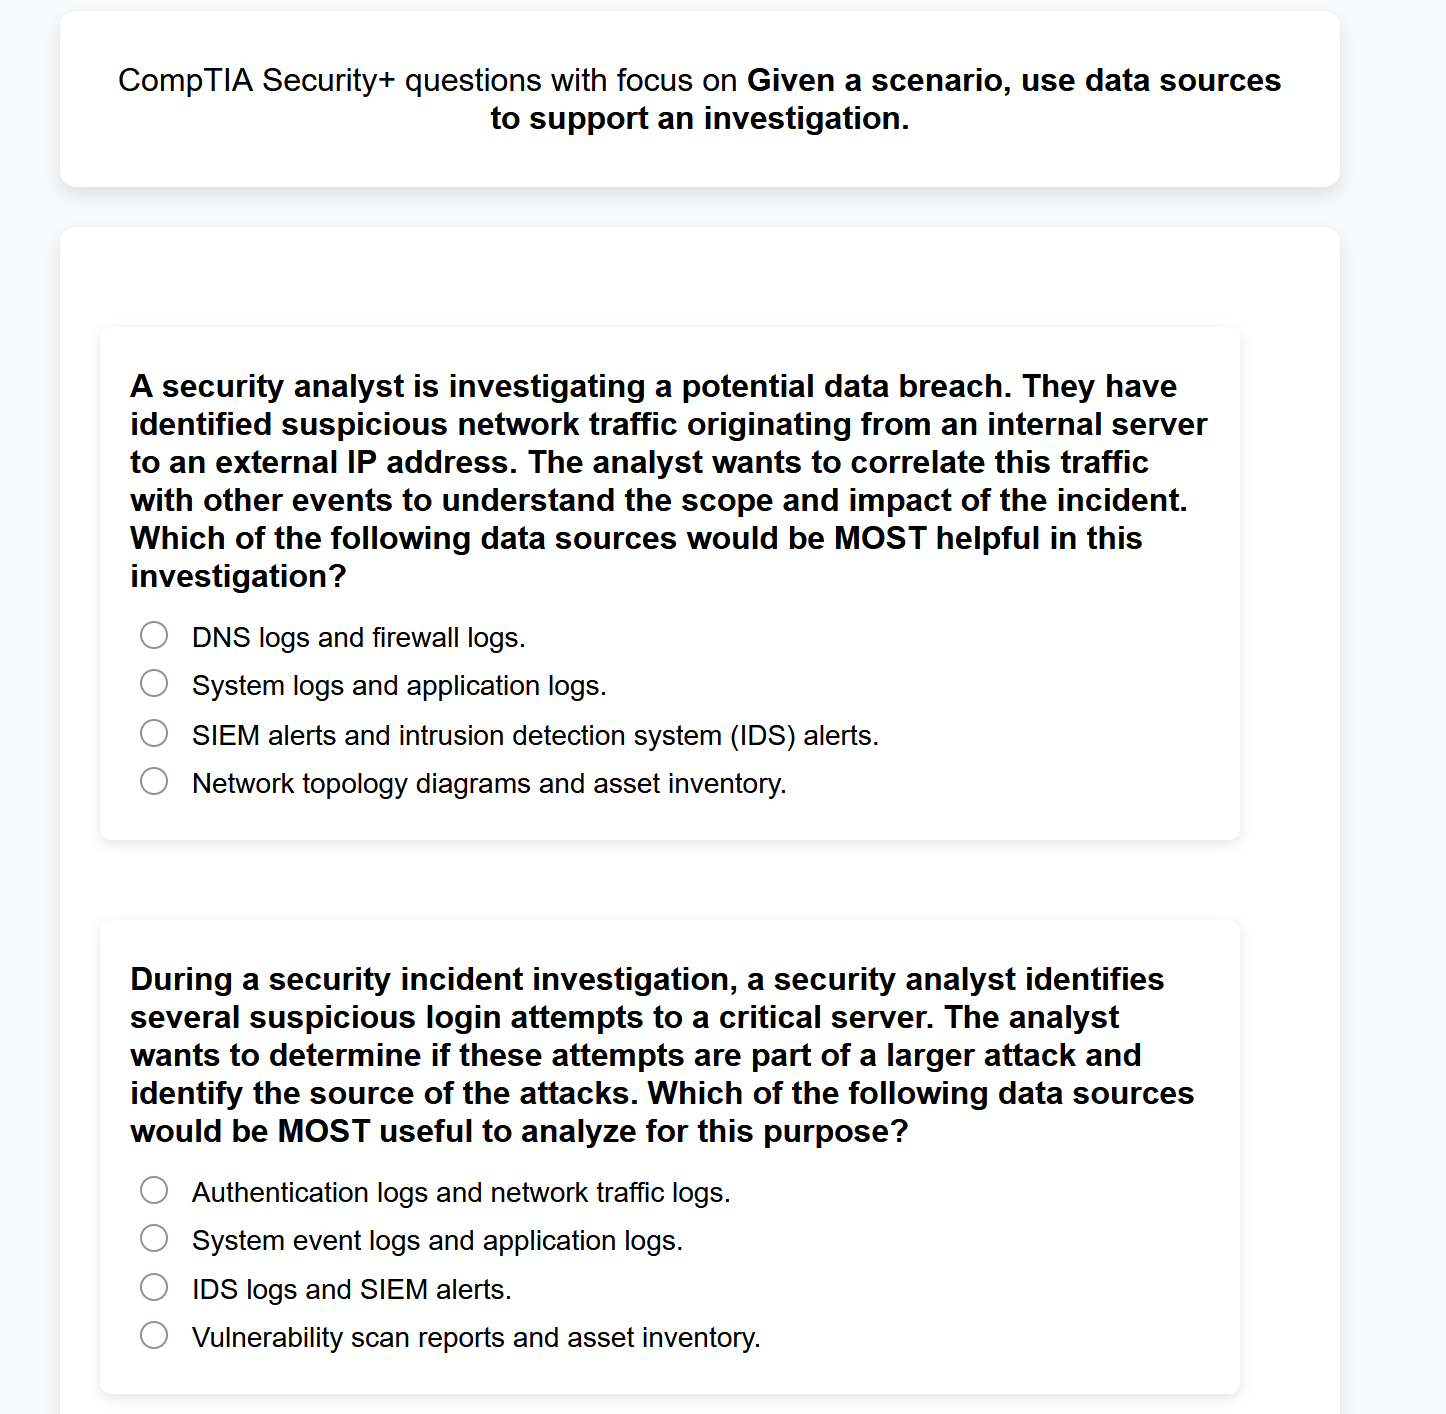 CompTIA Security+ questions with focus on Given a scenario, use data sources
to support an investigation.
A security analyst is investigating a potential data breach. They have
identified suspicious network traffic originating from an internal server
to an external IP address. The analyst wants to correlate this traffic
with other events to understand the scope and impact of the incident.
Which of the following data sources would be MOST helpful in this
investigation?
DNS logs and firewall logs.
System logs and application logs.
SIEM alerts and intrusion detection system (IDS) alerts.
Network topology diagrams and asset inventory.
During a security incident investigation, a security analyst identifies
several suspicious login attempts to a critical server. The analyst
wants to determine if these attempts are part of a larger attack and
identify the source of the attacks. Which of the following data sources
would be MOST useful to analyze for this purpose?
Authentication logs and network traffic logs.
System event logs and application logs.
IDS logs and SIEM alerts.
Vulnerability scan reports and asset inventory.